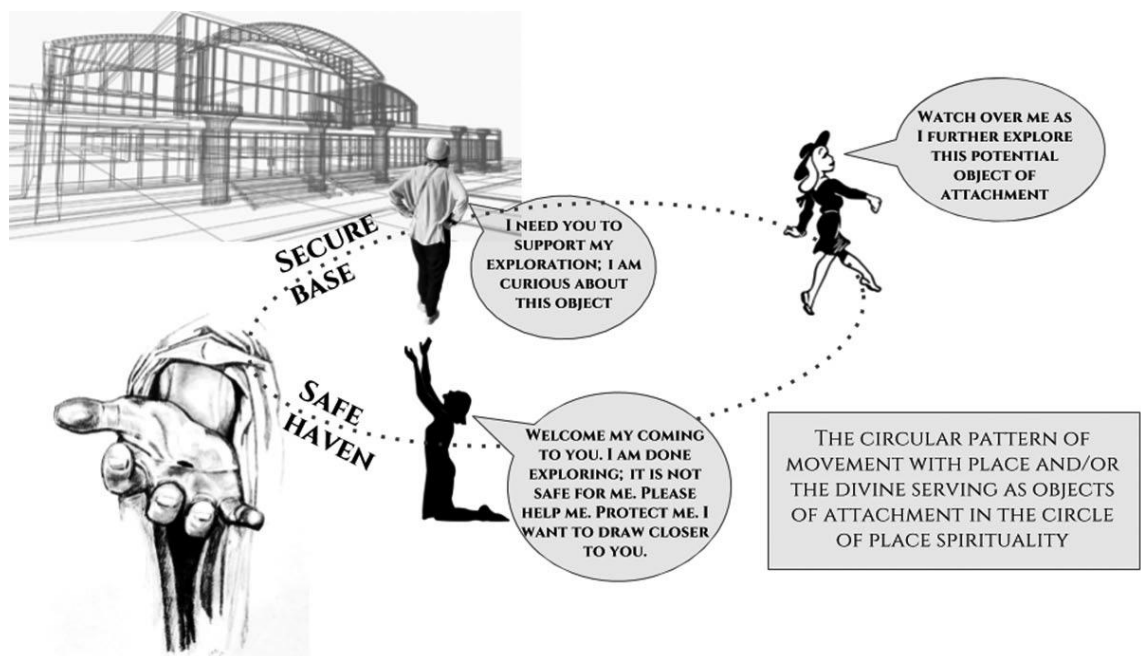 WATCH OVER ME AS
I FURTHER EXPLORE
THIS POTENTIAL
OBJECT OF
ATTACHMENT
SECURE
BASE
I NEED YOU TO
SUPPORT MY
EXPLORATION; I AM
CURIOUS ABOUT
THIS OBJECT
SAFE
HAVEN
WELCOME MY COMING
TO YOU. I AM DONE
EXPLORING; IT IS NOT
SAFE FOR ME. PLEASE
HELP ME. PROTECT ME. I
WANT TO DRAW CLOSER
TO YOU.
THE CIRCULAR PATTERN OF
MOVEMENT WITH PLACE AND/OR
THE DIVINE SERVING AS OBJECTS
OF ATTACHMENT IN THE CIRCLE
OF PLACE SPIRITUALITY